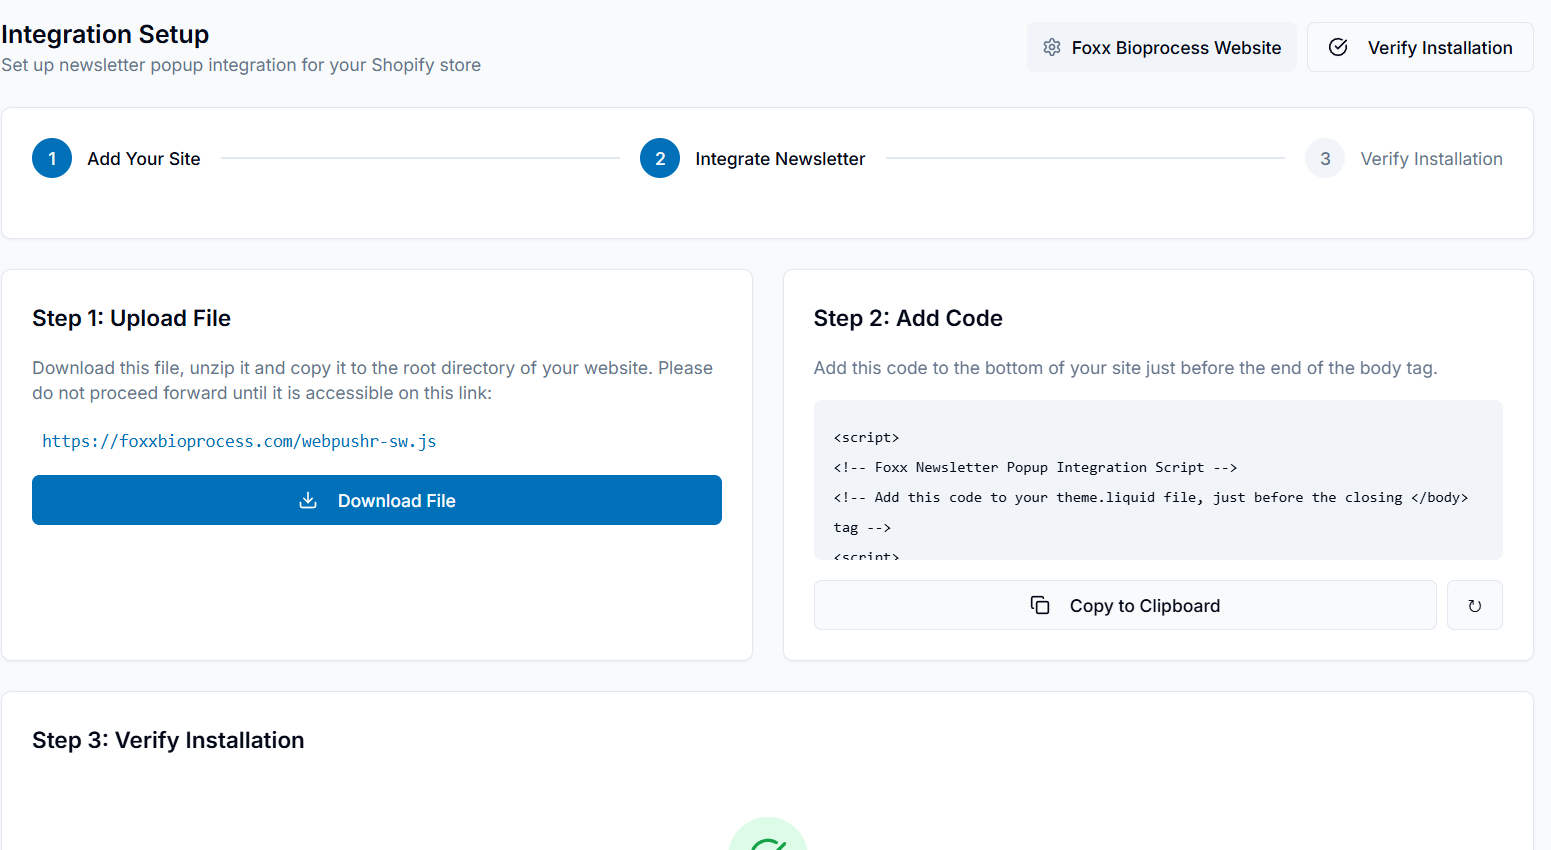 Integration Setup
Set up newsletter popup integration for your Shopify store
Foxx Bioprocess Website
Verify Installation
1 Add Your Site
2 Integrate Newsletter
3 Verify Installation
Step 1: Upload File
Download this file, unzip it and copy it to the root directory of your website. Please
do not proceed forward until it is accessible on this link:
https://foxxbioprocess.com/webpushr-sw.js
Download File
Step 2: Add Code
Add this code to the bottom of your site just before the end of the body tag.
<script>
<!-- Foxx Newsletter Popup Integration Script -->
<!-- Add this code to your theme.liquid file, just before the closing </body>
tag -->
<script>
Copy to Clipboard
↻
Step 3: Verify Installation